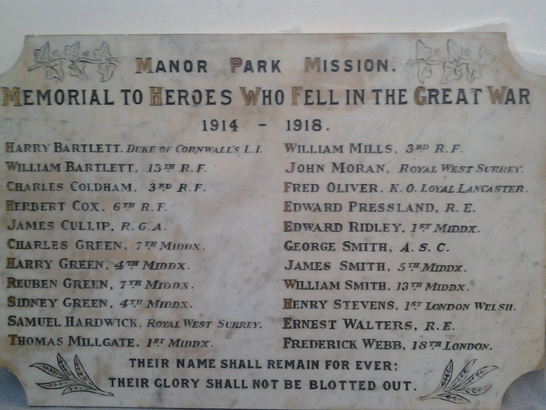 MANOR PARK MISSION.
MEMORIAL TO HEROES WHO FELL IN THE GREAT WAR
1914 - 1918.
HARRY BARTLETT. DUKE OF CORNWALL'S L.I.
WILLIAM BARTLETT, 15TH R.F.
CHARLES COLDHAM, 3RD R.F.
HERBERT COX, 6TH R.F.
JAMES CULLIP, R.G.A.
CHARLES GREEN, 7TH MIDDX.
HARRY GREEN, 4TH MIDDX.
REUBEN GREEN, 7TH MIDDX.
SIDNEY GREEN, 4TH MIDDX.
SAMUEL HARDWICK, ROYAL WEST SURREY.
THOMAS MILLGATE, 1ST MIDDX.
WILLIAM MILLS, 3RD R.F.
JOHN MORAN, ROYAL WEST SURREY.
FRED OLIVER, K.O. LOYAL LANCASTER.
EDWARD PRESSLAND, R.E.
EDWARD RIDLEY, 1ST MIDDX.
GEORGE SMITH, A.S.C.
JAMES SMITH, 5TH MIDDX.
WILLIAM SMITH, 13TH MIDDX.
HENRY STEVENS, 1ST LONDON WELSH.
ERNEST WALTERS, R.E.
FREDERICK WEBB, 18TH LONDON.
THEIR NAME SHALL REMAIN FOR EVER:
THEIR GLORY SHALL NOT BE BLOTTED OUT.